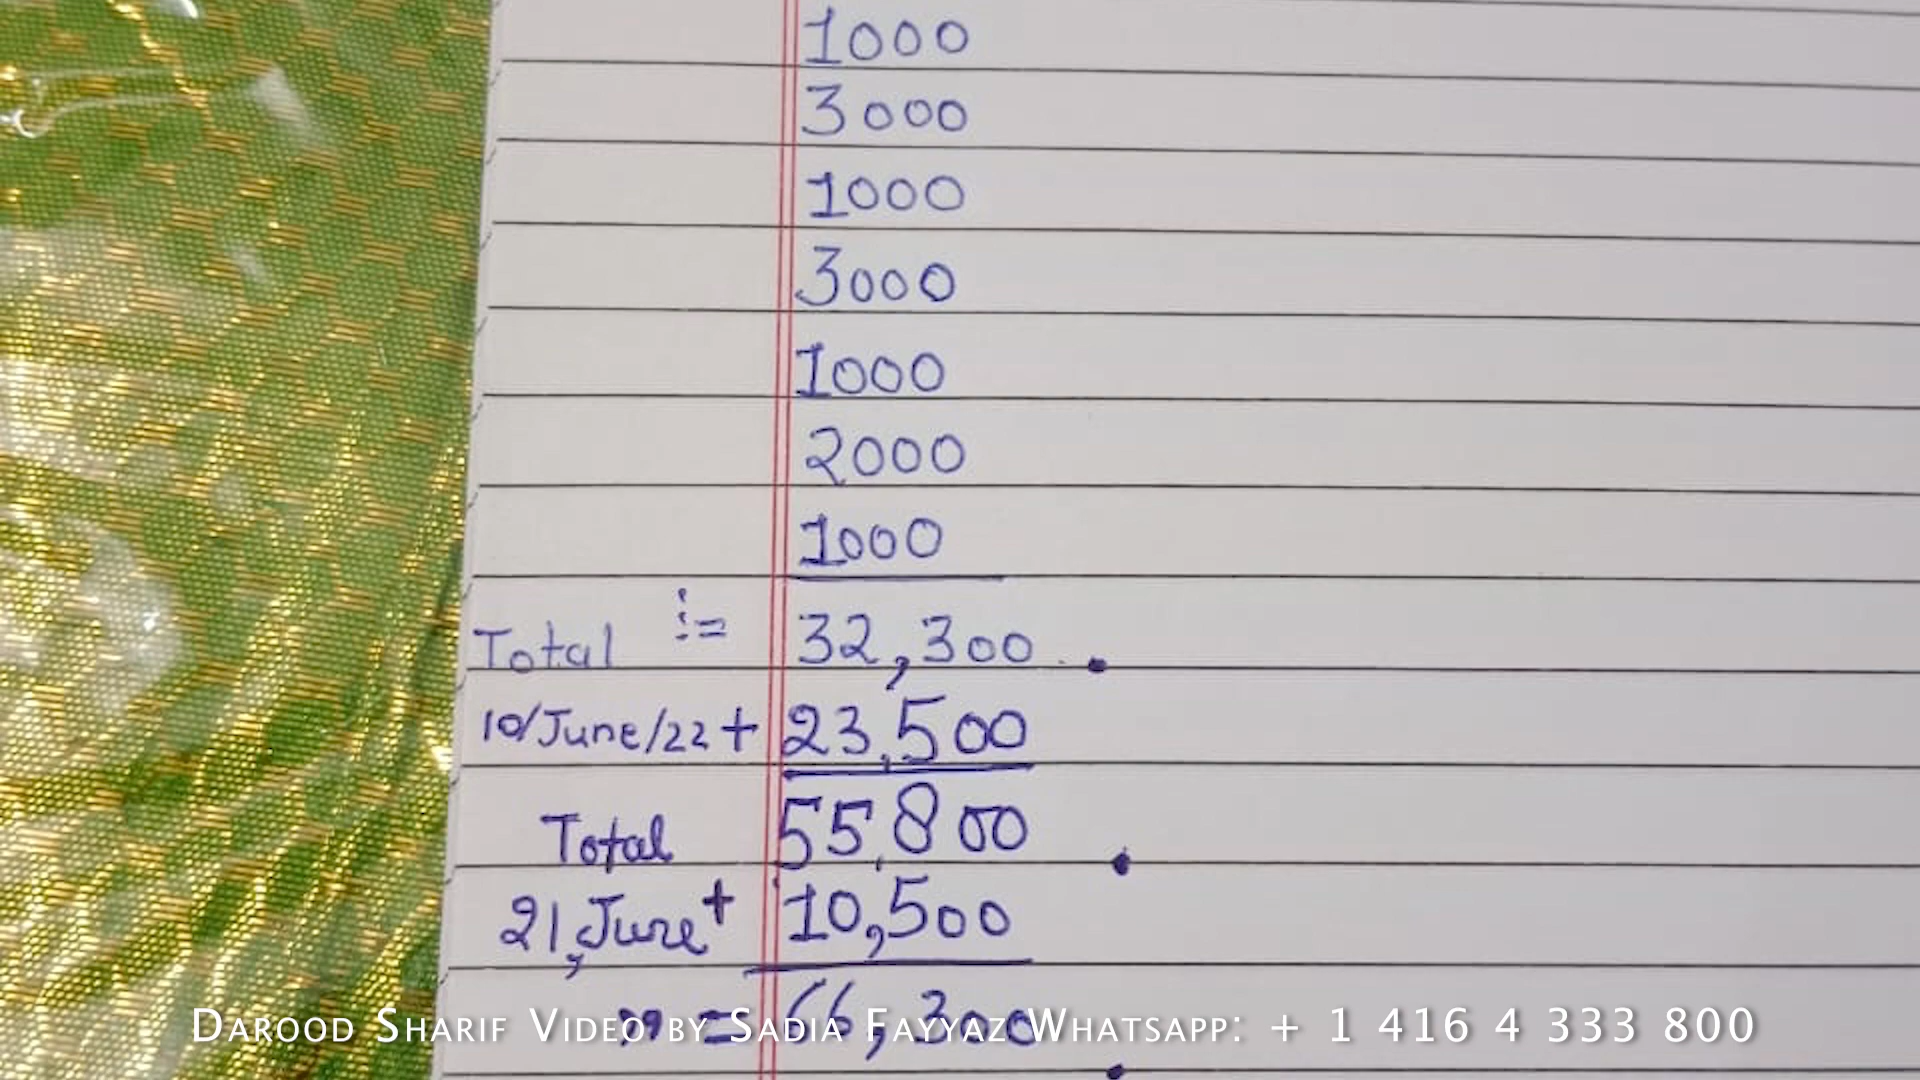 1000
3000
1000
3000
1000
2000
1000
Total := 32,300.
10/June/22 + 23,500
Total 55,800
21,June + 10,500
= 66,300
Darood Sharif Video by Sadia Fayyaz Whatsapp: + 1 416 4 333 800